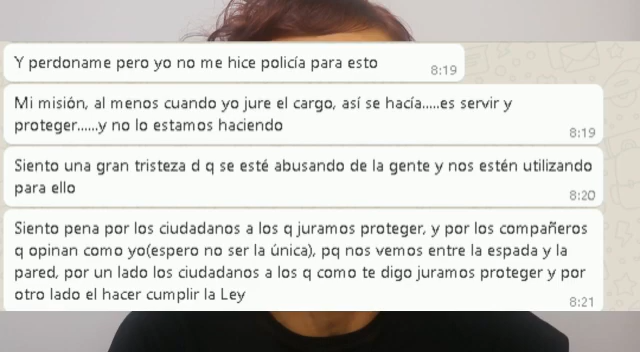 Y perdoname pero yo no me hice policía para esto
8:19
Mi misión, al menos cuando yo jure el cargo, así se hacía.....es servir y
proteger......y no lo estamos haciendo
8:19
Siento una gran tristeza d q se esté abusando de la gente y nos estén utilizando
para ello
8:20
Siento pena por los ciudadanos a los q juramos proteger, y por los compañeros
q opinan como yo(espero no ser la única), pq nos vemos entre la espada y la
pared, por un lado los ciudadanos a los q como te digo juramos proteger y por
otro lado el hacer cumplir la Ley
8:21